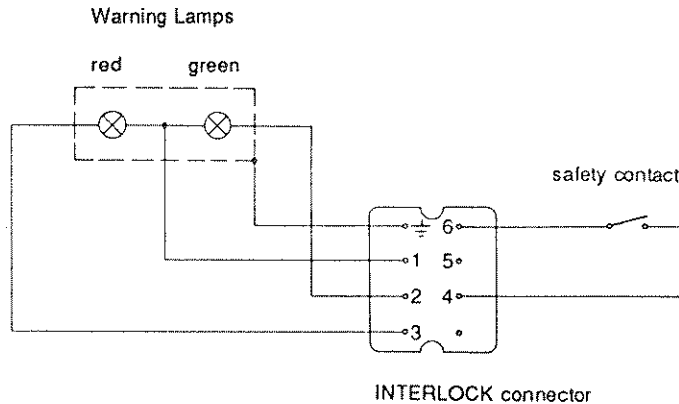 Warning Lamps
red green
safety contact
6
1 5
2 4
3
INTERLOCK connector